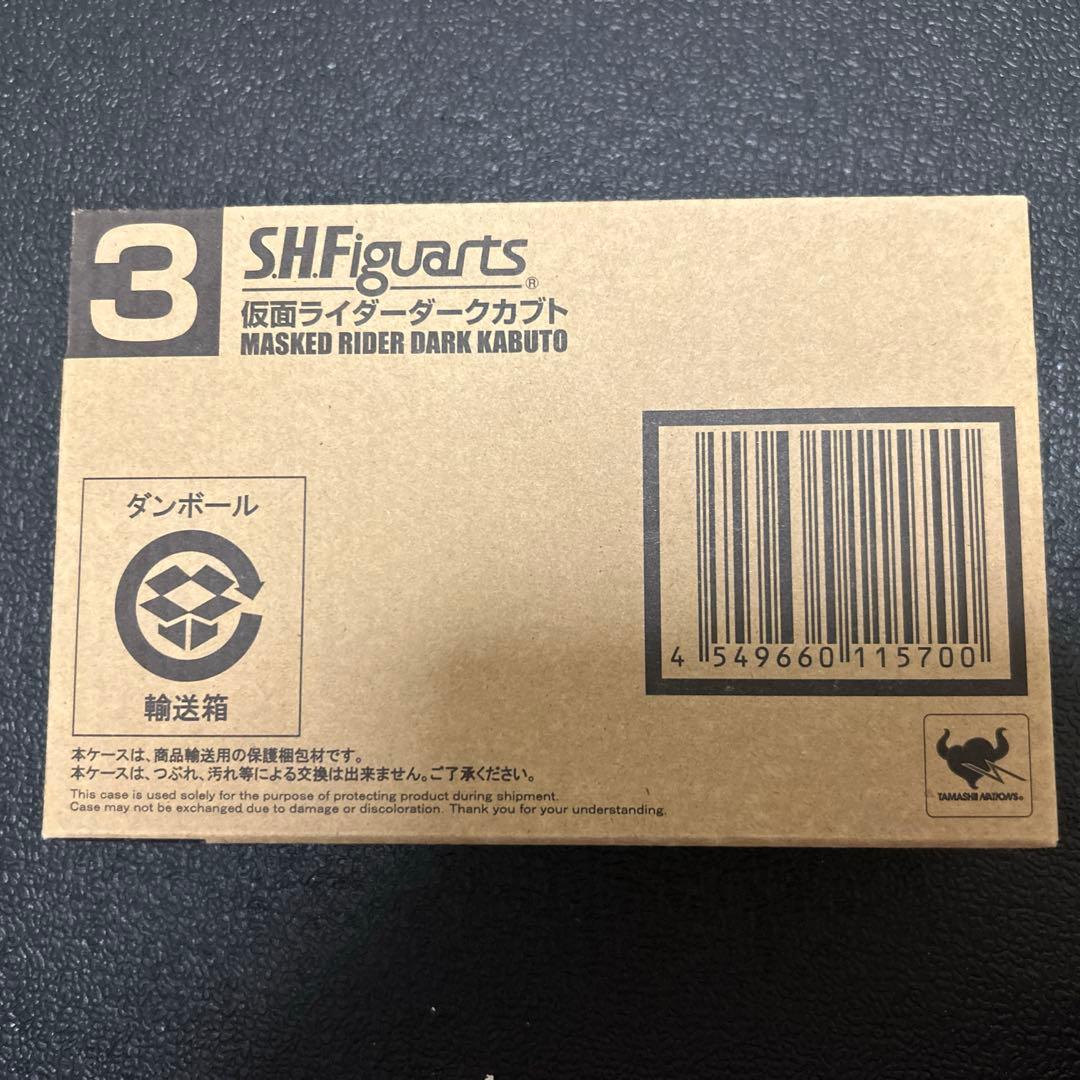 3
S.H.Figuarts®
仮面ライダーダークカブト
MASKED RIDER DARK KABUTO
ダンボール
輸送箱
4 549660 115700
本ケースは、商品輸送用の保護梱包材です。
本ケースは、つぶれ、汚れ等による交換は出来ません。ご了承ください。
This case is used solely for the purpose of protecting product during shipment.
Case may not be exchanged due to damage or discoloration. Thank you for your understanding.
TAMASHII NATIONS®